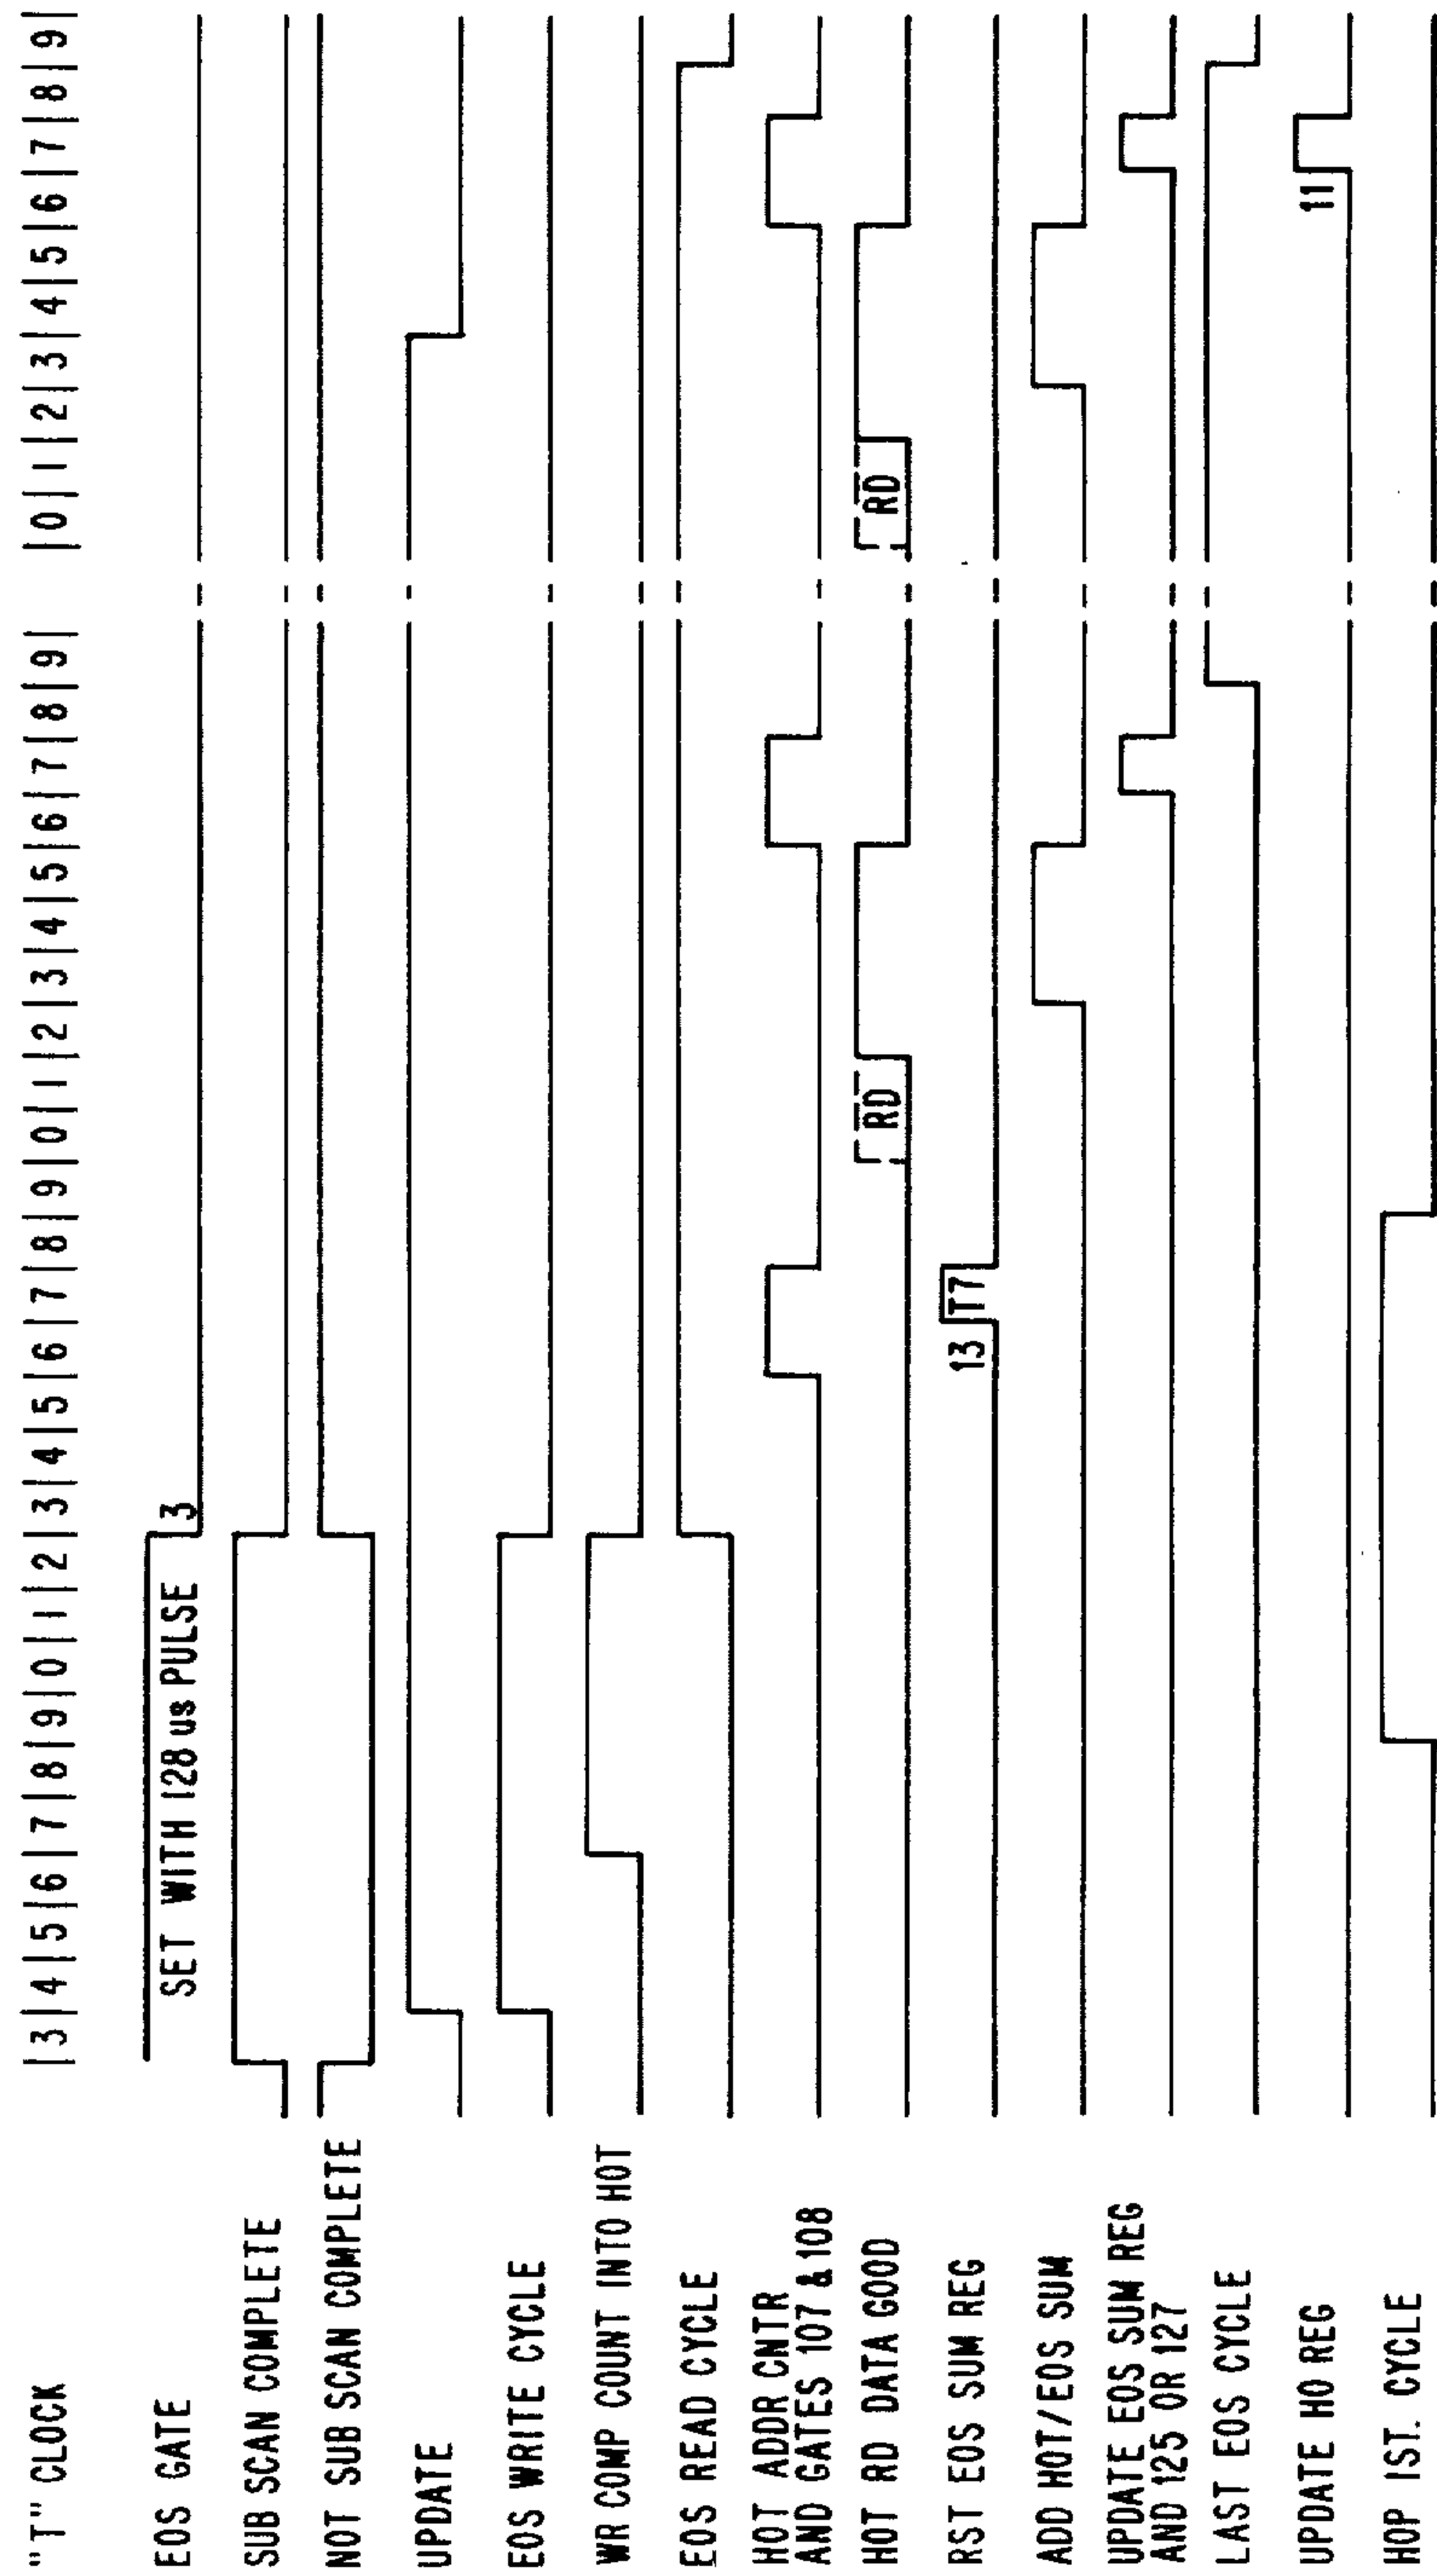 "T" CLOCK |3|4|5|6|7|8|9|0|1|2|3|4|5|6|7|8|9|0|1|2|3|4|5|6|7|8|9| |0|1|2|3|4|5|6|7|8|9|
EOS GATE
SET WITH 128 us PULSE 3
SUB SCAN COMPLETE
NOT SUB SCAN COMPLETE
UPDATE
EOS WRITE CYCLE
WR COMP COUNT INTO HOT
EOS READ CYCLE
HOT ADDR CNTR
AND GATES 107 & 108
HOT RD DATA GOOD RD RD
RST EOS SUM REG 13 T7
ADD HOT/EOS SUM
UPDATE EOS SUM REG
AND 125 OR 127
LAST EOS CYCLE
UPDATE HO REG 11
HOP IST. CYCLE